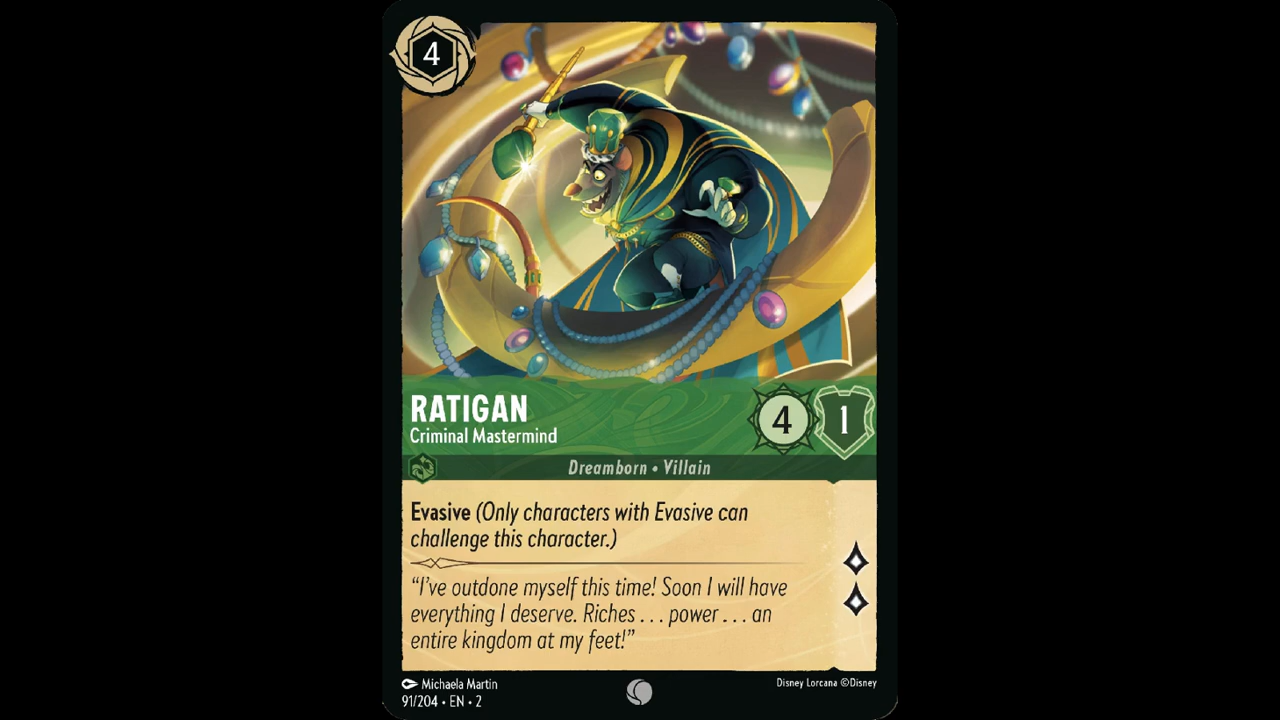 4
RATIGAN
Criminal Mastermind
4
1
Dreamborn • Villain
Evasive (Only characters with Evasive can
challenge this character.)
“I’ve outdone myself this time! Soon I will have
everything I deserve. Riches . . . power . . . an
entire kingdom at my feet!”
Michaela Martin
91/204 • EN • 2
Disney Lorcana ©Disney